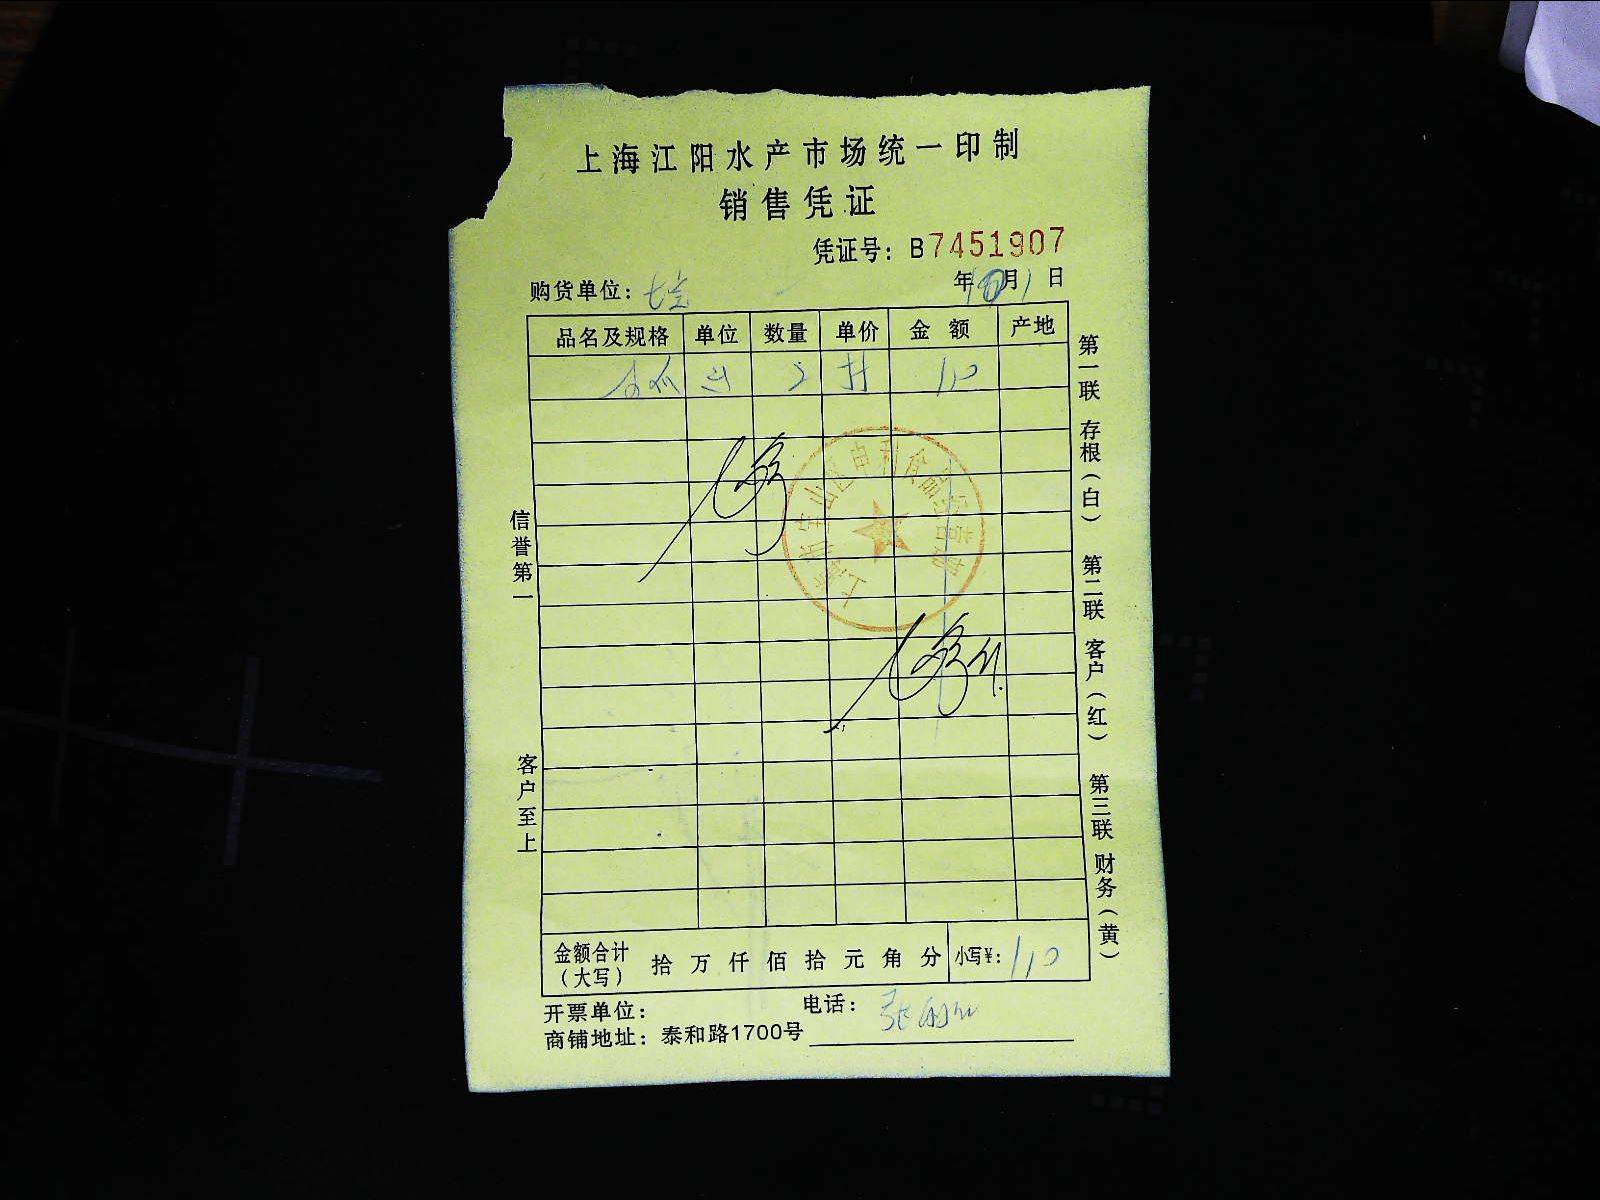 上海江阳水产市场统一印制
销售凭证
凭证号：B7451907
购货单位：
年10月1日
品名及规格 单位 数量 单价 金额 产地
110
信誉第一
客户至上
第一联 存根（白） 第二联 客户（红） 第三联 财务（黄）
金额合计（大写） 拾 万 仟 佰 拾 元 角 分 小写¥：110
开票单位： 电话：
商铺地址：泰和路1700号